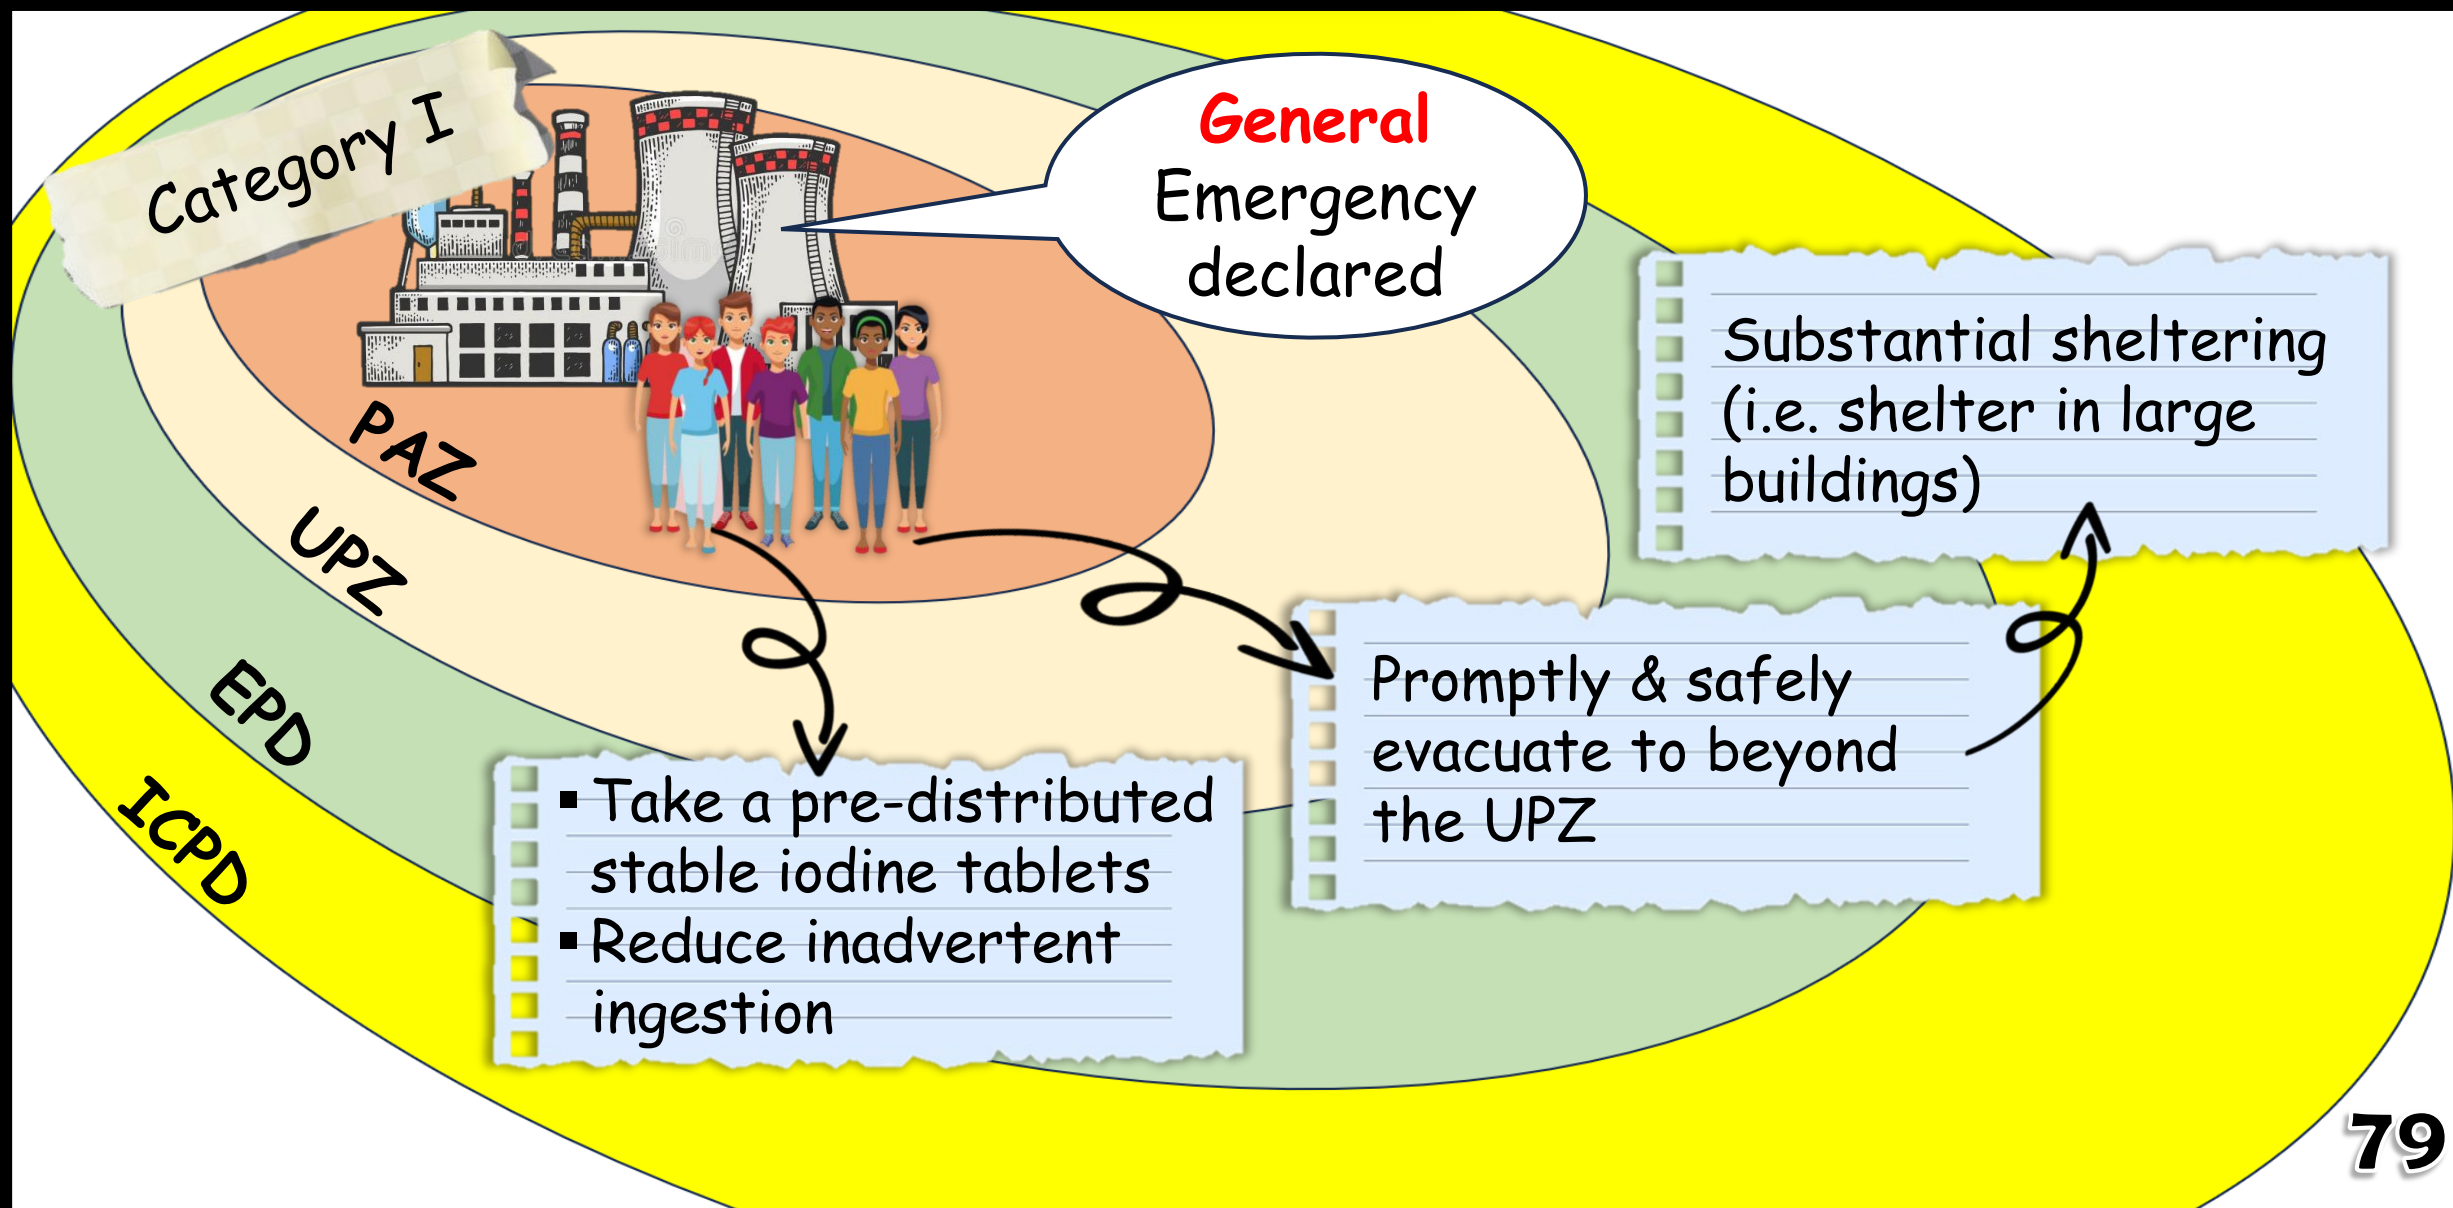 Category I
General
Emergency
declared
Substantial sheltering
(i.e. shelter in large
buildings)
PAZ
UPZ
EPD
ICPD
Promptly & safely
evacuate to beyond
the UPZ
▪ Take a pre-distributed
stable iodine tablets
▪ Reduce inadvertent
ingestion
79